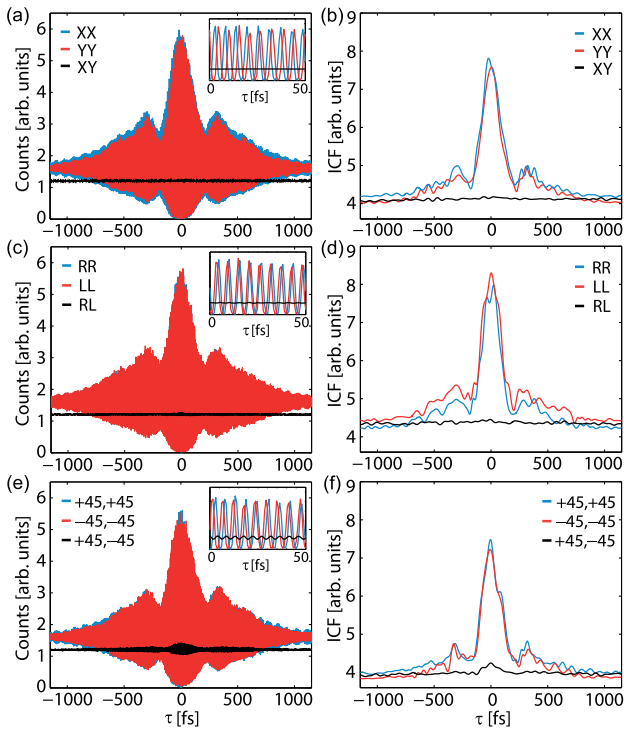 (a)
Counts [arb. units]
6
5
4
3
2
1
0
XX
YY
XY
0
50
τ [fs]
−1000
−500
0
500
1000
(b)
ICF [arb. units]
9
8
7
6
5
4
XX
YY
XY
−1000
−500
0
500
1000
(c)
Counts [arb. units]
6
5
4
3
2
1
0
RR
LL
RL
0
50
τ [fs]
−1000
−500
0
500
1000
(d)
ICF [arb. units]
9
8
7
6
5
4
RR
LL
RL
−1000
−500
0
500
1000
(e)
Counts [arb. units]
6
5
4
3
2
1
0
+45,+45
−45,−45
+45,−45
0
50
τ [fs]
−1000
−500
0
500
1000
τ [fs]
(f)
ICF [arb. units]
9
8
7
6
5
4
+45,+45
−45,−45
+45,−45
−1000
−500
0
500
1000
τ [fs]